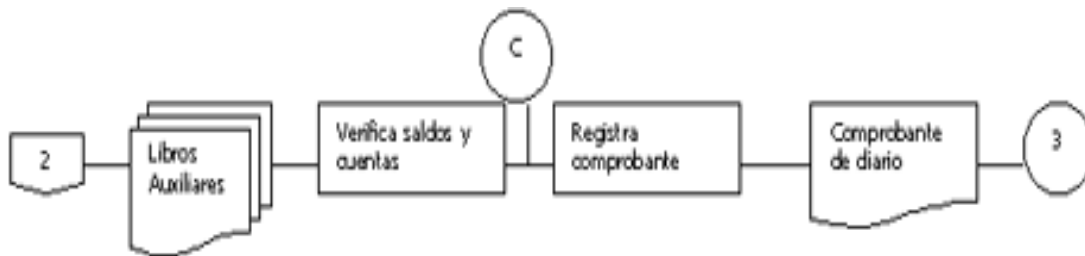 C
2
Libros
Auxiliares
Verifica saldos y
cuentas
Registra
comprobante
Comprobante
de diario
3